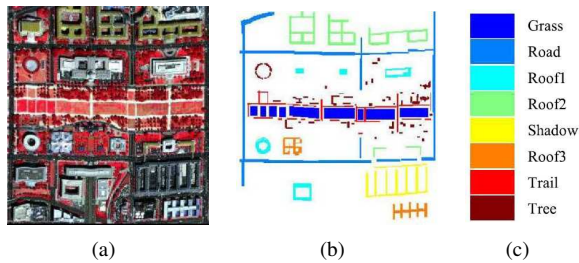 Grass
Road
Roof1
Roof2
Shadow
Roof3
Trail
Tree
(a)
(b)
(c)